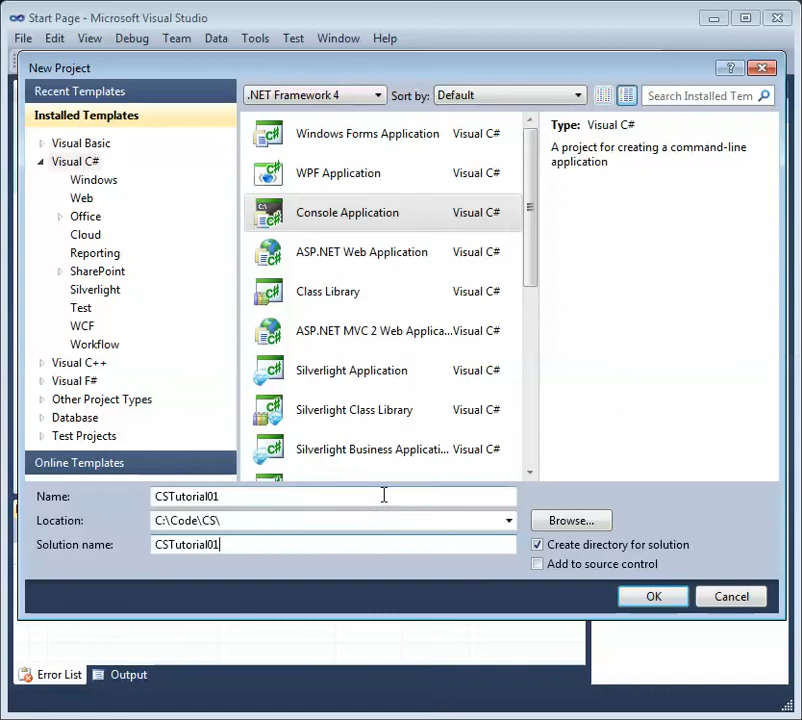 Start Page - Microsoft Visual Studio
File Edit View Debug Team Data Tools Test Window Help
New Project
Recent Templates
.NET Framework 4 Sort by: Default Search Installed Tem
Installed Templates
Visual Basic
Visual C#
Windows
Web
Office
Cloud
Reporting
SharePoint
Silverlight
Test
WCF
Workflow
Visual C++
Visual F#
Other Project Types
Database
Test Projects
Online Templates
Windows Forms Application Visual C#
WPF Application Visual C#
Console Application Visual C#
ASP.NET Web Application Visual C#
Class Library Visual C#
ASP.NET MVC 2 Web Applica... Visual C#
Silverlight Application Visual C#
Silverlight Class Library Visual C#
Silverlight Business Applicati... Visual C#
Type: Visual C#
A project for creating a command-line
application
Name: CSTutorial01
Location: C:\Code\CS\ Browse...
Solution name: CSTutorial01 Create directory for solution
Add to source control
OK Cancel
Error List Output